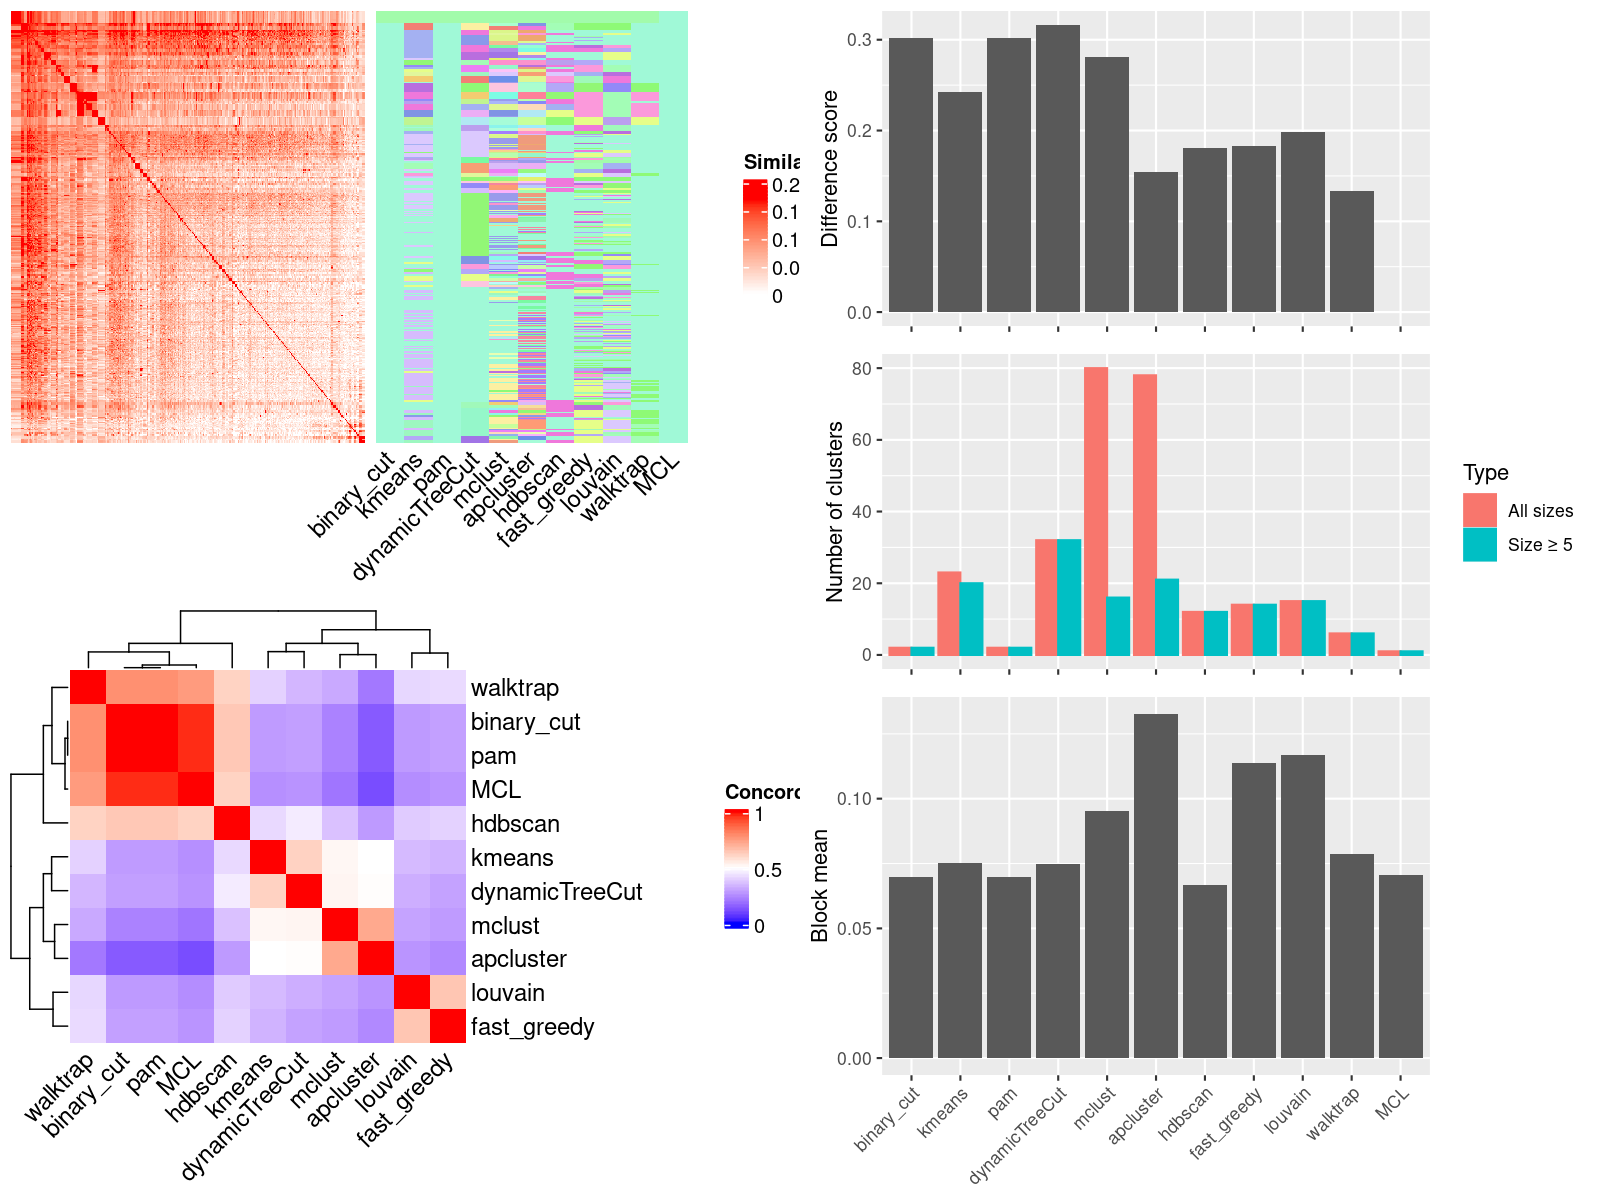 Simila
0.2
0.1
0.1
0.0
0
binary_cut
kmeans
pam
dynamicTreeCut
mclust
apcluster
hdbscan
fast_greedy
louvain
walktrap
MCL
walktrap
binary_cut
pam
MCL
hdbscan
kmeans
dynamicTreeCut
mclust
apcluster
louvain
fast_greedy
Concord
1
0.5
0
walktrap
binary_cut
pam
MCL
hdbscan
kmeans
dynamicTreeCut
mclust
apcluster
louvain
fast_greedy
Difference score
0.3
0.2
0.1
0.0
Number of clusters
80
60
40
20
0
Type
All sizes
Size ≥ 5
Block mean
0.10
0.05
0.00
binary_cut
kmeans
pam
dynamicTreeCut
mclust
apcluster
hdbscan
fast_greedy
louvain
walktrap
MCL